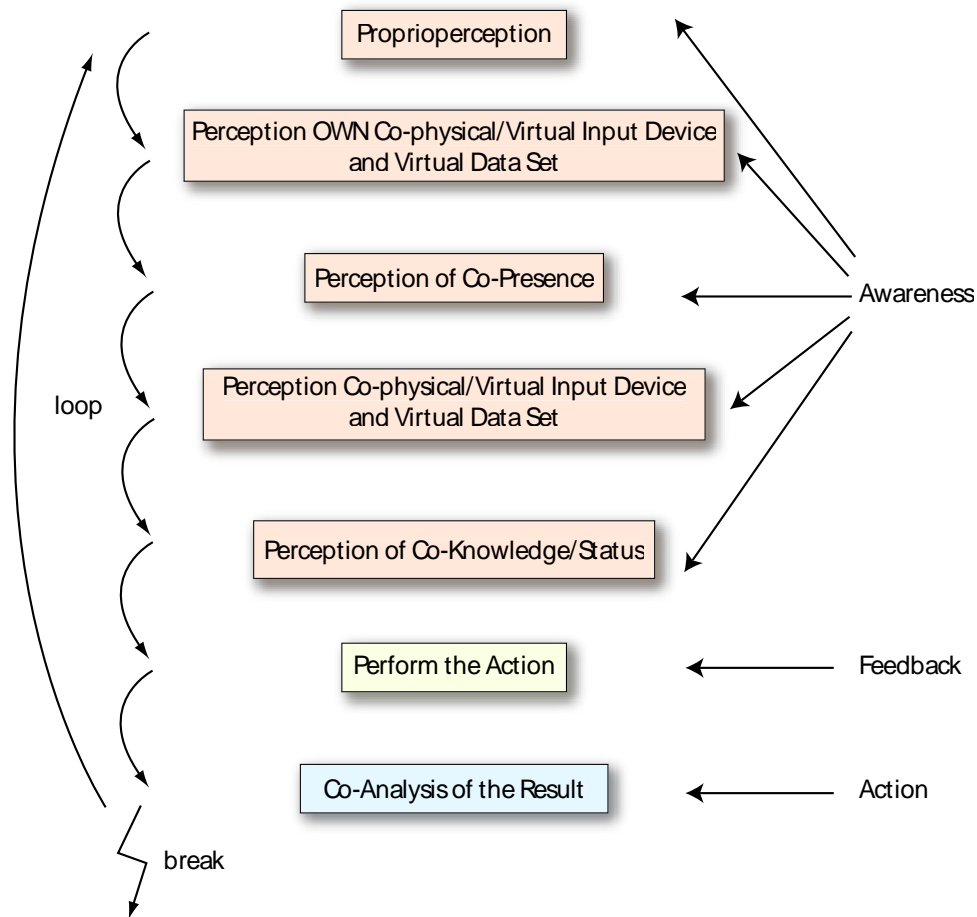 Proprioperception
Perception OWN Co-physical/Virtual Input Device
and Virtual Data Set
Perception of Co-Presence
Awareness
Perception Co-physical/Virtual Input Device
and Virtual Data Set
loop
Perception of Co-Knowledge/Status
Perform the Action
Feedback
Co-Analysis of the Result
Action
break